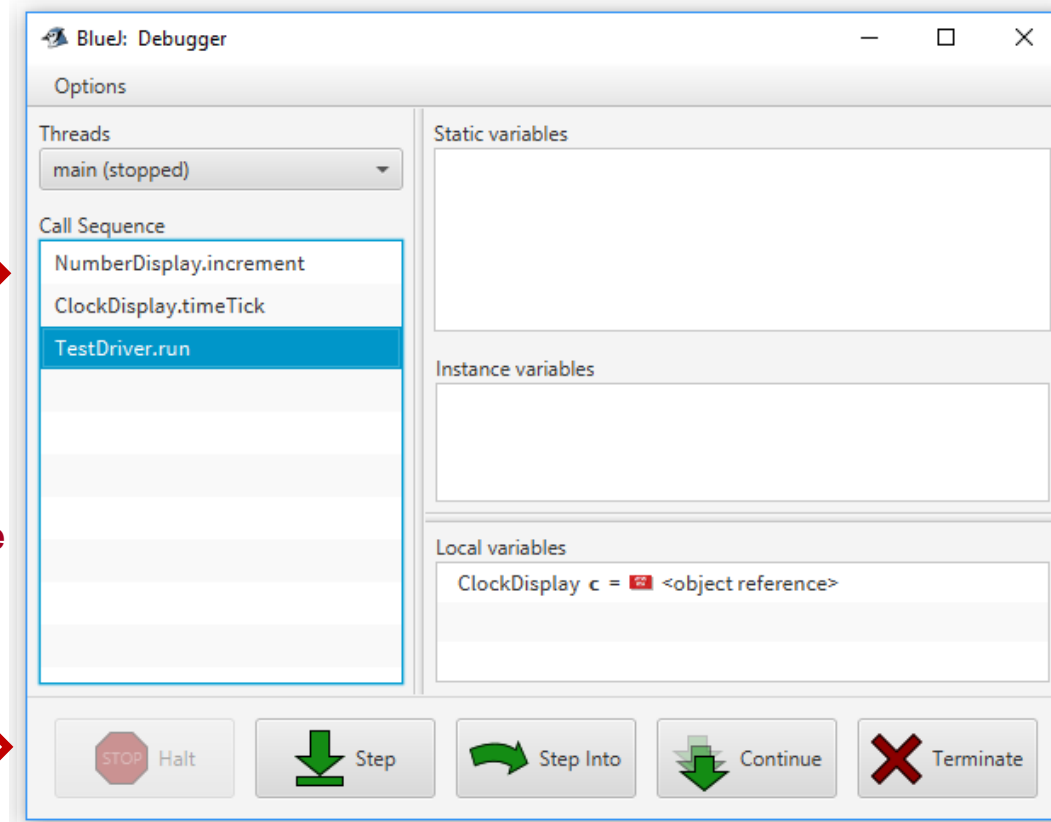 BlueJ: Debugger
Options
Threads
main (stopped)
Call Sequence
NumberDisplay.increment
ClockDisplay.timeTick
TestDriver.run
Static variables
Instance variables
Local variables
ClockDisplay c = <object reference>
e
STOP Halt
Step
Step Into
Continue
Terminate